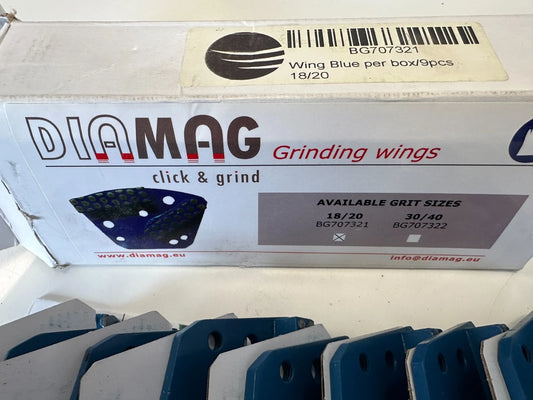 BG707321
Wing Blue per box/9pcs
18/20
DIAMAG
click & grind
Grinding wings
AVAILABLE GRIT SIZES
18/20 30/40
BG707321 BG707322
www.diamag.eu
info@diamag.eu